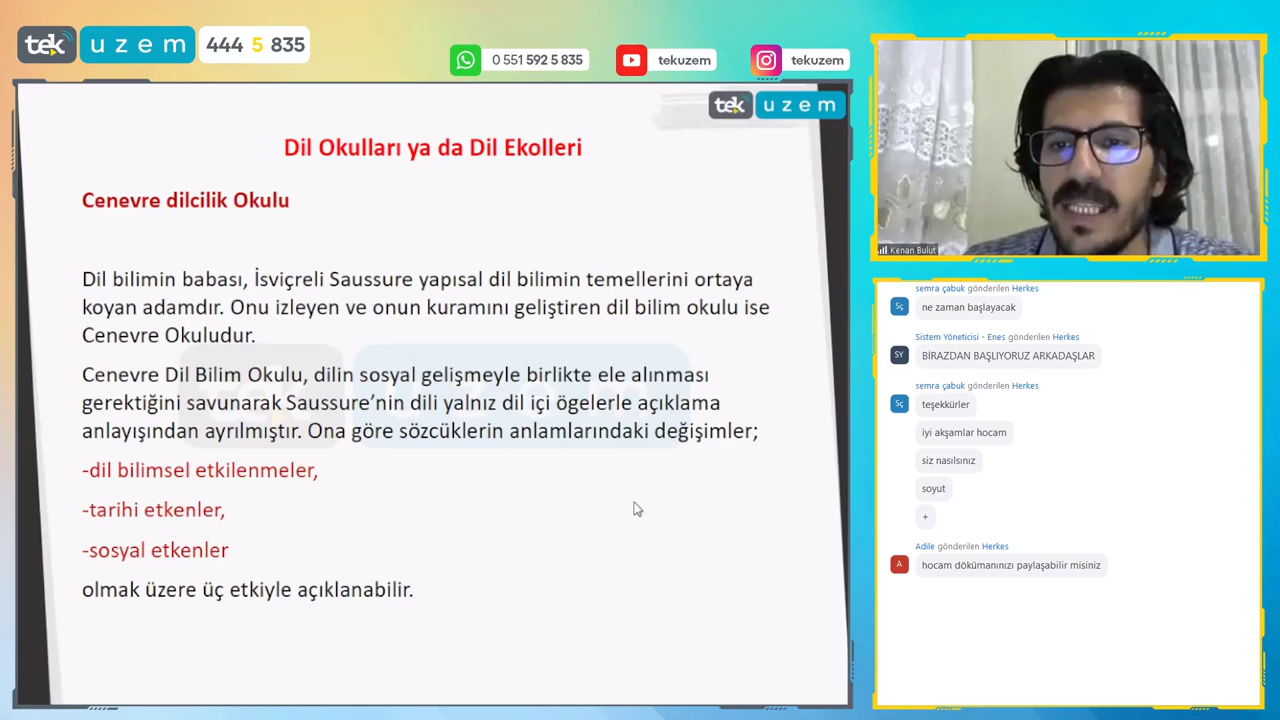 tek uzem 444 5 835
0 551 592 5 835
tekuzem
tekuzem
tek uzem
Dil Okulları ya da Dil Ekolleri
Cenevre dilcilik Okulu
Dil bilimin babası, İsviçreli Saussure yapısal dil bilimin temellerini ortaya
koyan adamdır. Onu izleyen ve onun kuramını geliştiren dil bilim okulu ise
Cenevre Okuludur.
Cenevre Dil Bilim Okulu, dilin sosyal gelişmeyle birlikte ele alınması
gerektiğini savunarak Saussure’nin dili yalnız dil içi ögelerle açıklama
anlayışından ayrılmıştır. Ona göre sözcüklerin anlamlarındaki değişimler;
-dil bilimsel etkilenmeler,
-tarihi etkenler,
-sosyal etkenler
olmak üzere üç etkiyle açıklanabilir.
Kenan Bulut
semra çabuk gönderilen Herkes
Sç ne zaman başlayacak
Sistem Yöneticisi - Enes gönderilen Herkes
SY BİRAZDAN BAŞLIYORUZ ARKADAŞLAR
semra çabuk gönderilen Herkes
Sç teşekkürler
iyi akşamlar hocam
siz nasılsınız
soyut
+
Adile gönderilen Herkes
A hocam dökümanınızı paylaşabilir misiniz